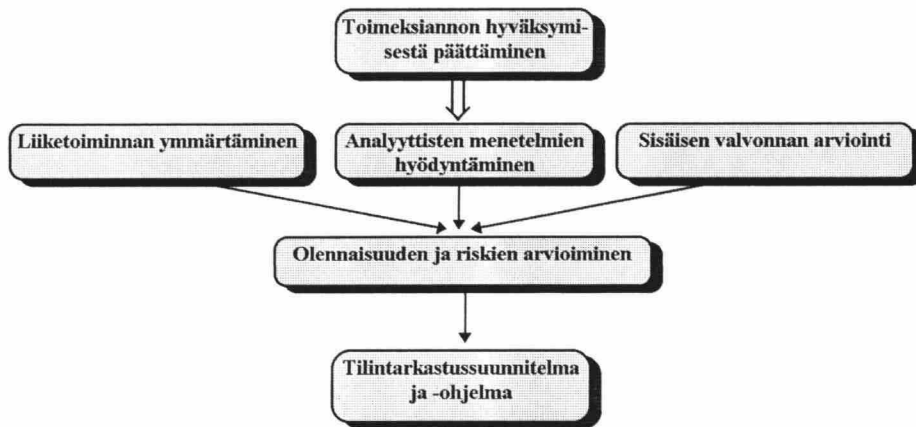 Toimeksiannon hyväksymi-
sestä päättäminen
Liiketoiminnan ymmärtäminen
Analyyttisten menetelmien
hyödyntäminen
Sisäisen valvonnan arviointi
Olennaisuuden ja riskien arvioiminen
Tilintarkastussuunnitelma
ja -ohjelma